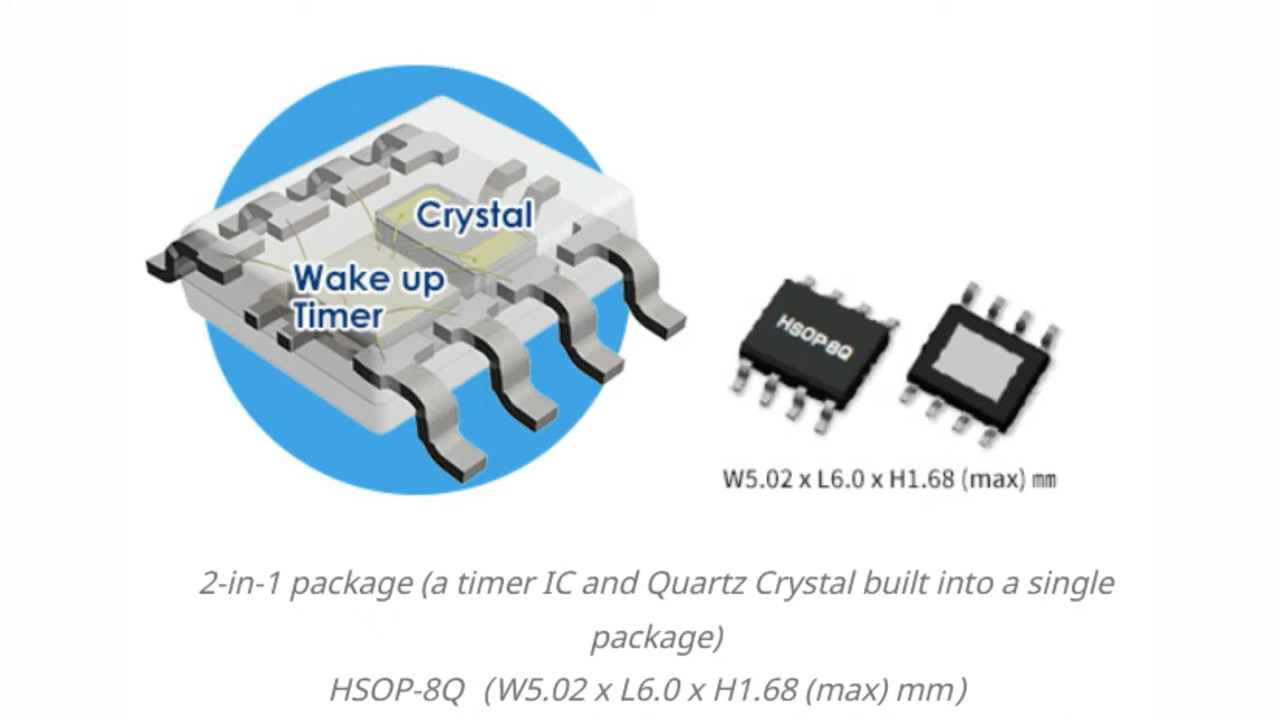 Crystal
Wake up
Timer
HSOP8Q
W5.02 x L6.0 x H1.68 (max) mm
2-in-1 package (a timer IC and Quartz Crystal built into a single
package)
HSOP-8Q (W5.02 x L6.0 x H1.68 (max) mm)